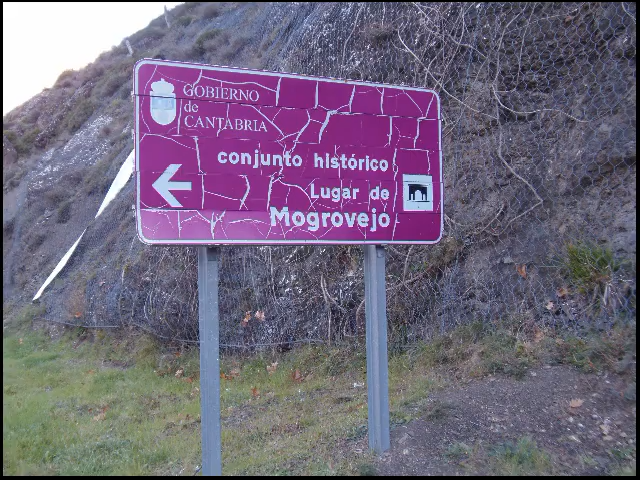 GOBIERNO
de
CANTABRIA
conjunto histórico
Lugar de
Mogrovejo